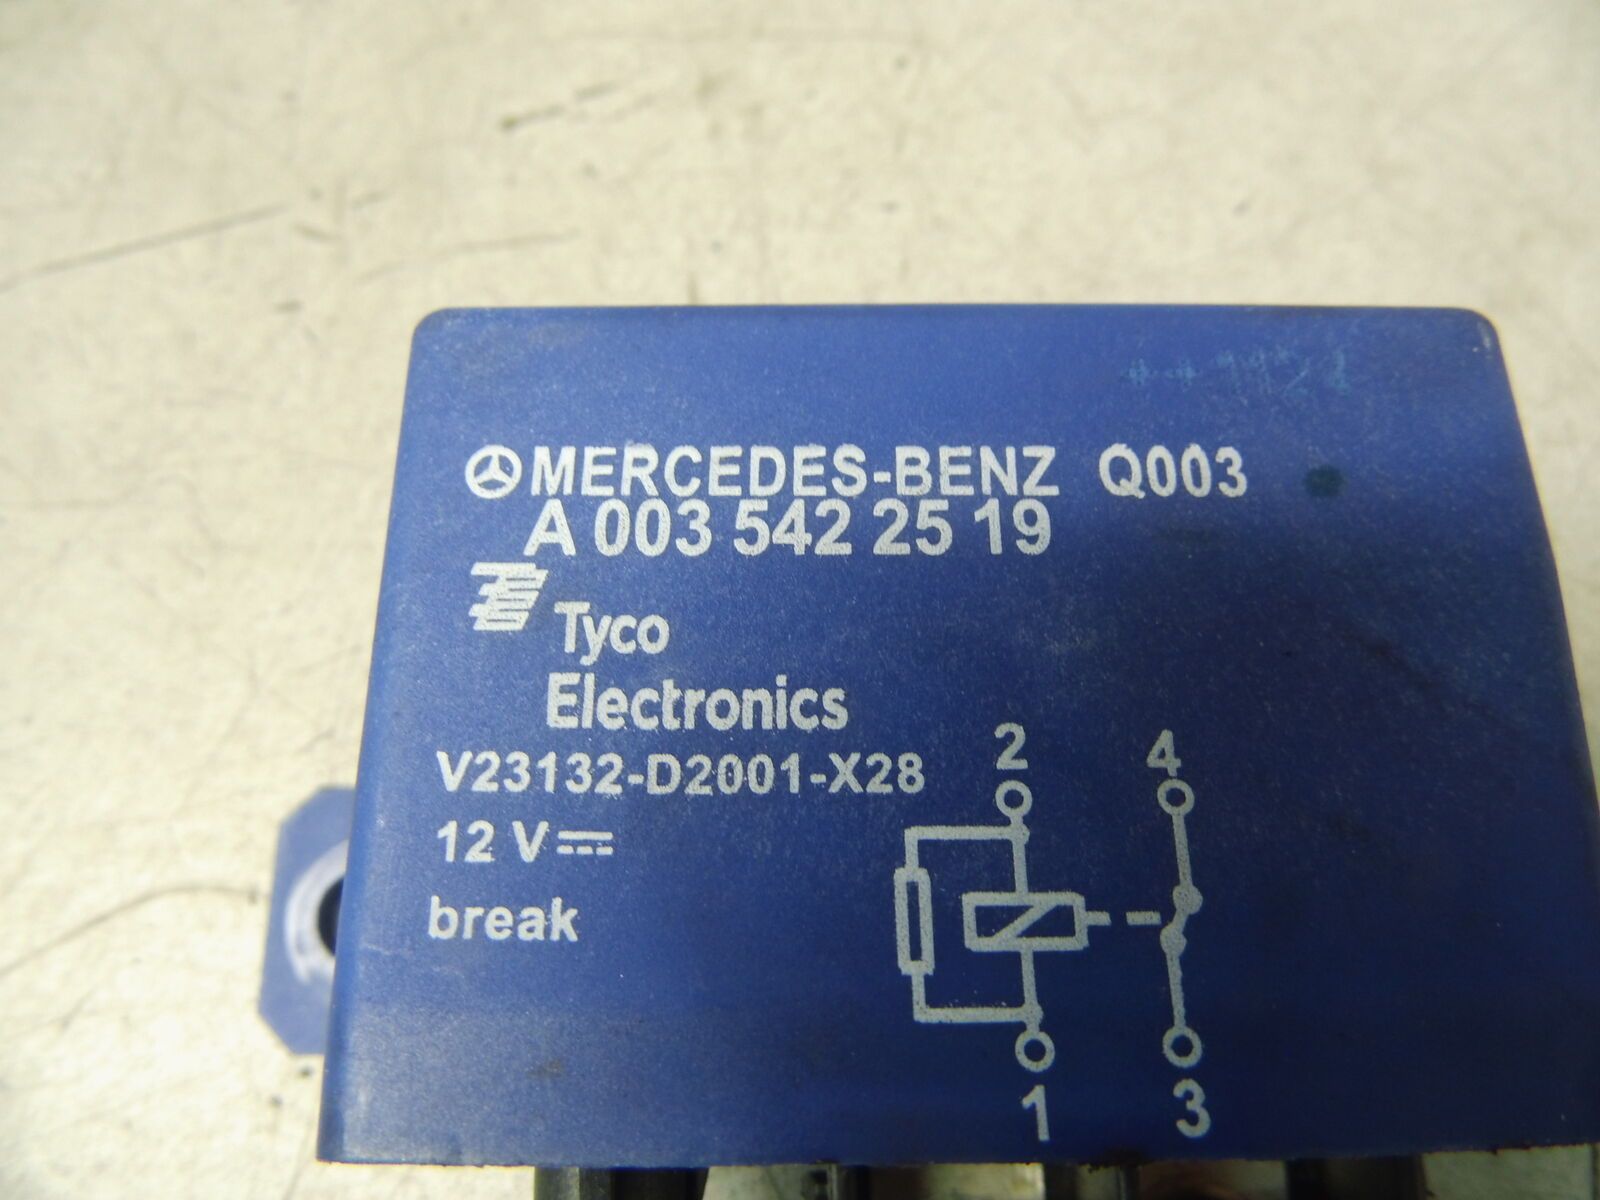 MERCEDES-BENZ Q003
A 003 542 25 19
Tyco
Electronics
V23132-D2001-X28
12 V
break
2 4
1 3